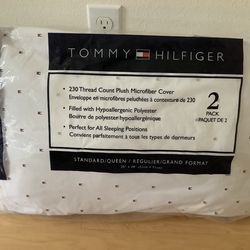 TOMMY HILFIGER
• 230 Thread Count Plush Microfiber Cover
Enveloppe en microfibres peluchées à contexture de 230
• Filled with Hypoallergenic Polyester
Bourre de polyester hypoallergénique
• Perfect for All Sleeping Positions
Convient parfaitement à tous les types de dormeurs
2
PACK
PAQUET DE 2
STANDARD/QUEEN / RÉGULIER/GRAND FORMAT